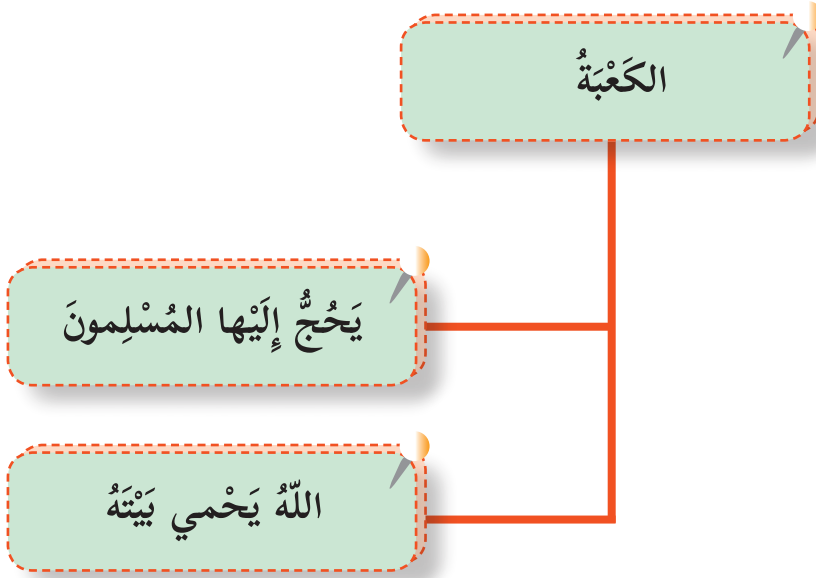 الكَعْبَةُ
يَحُجُّ إِلَيْها المُسْلِمونَ
اللّهُ يَحْمي بَيْتَهُ